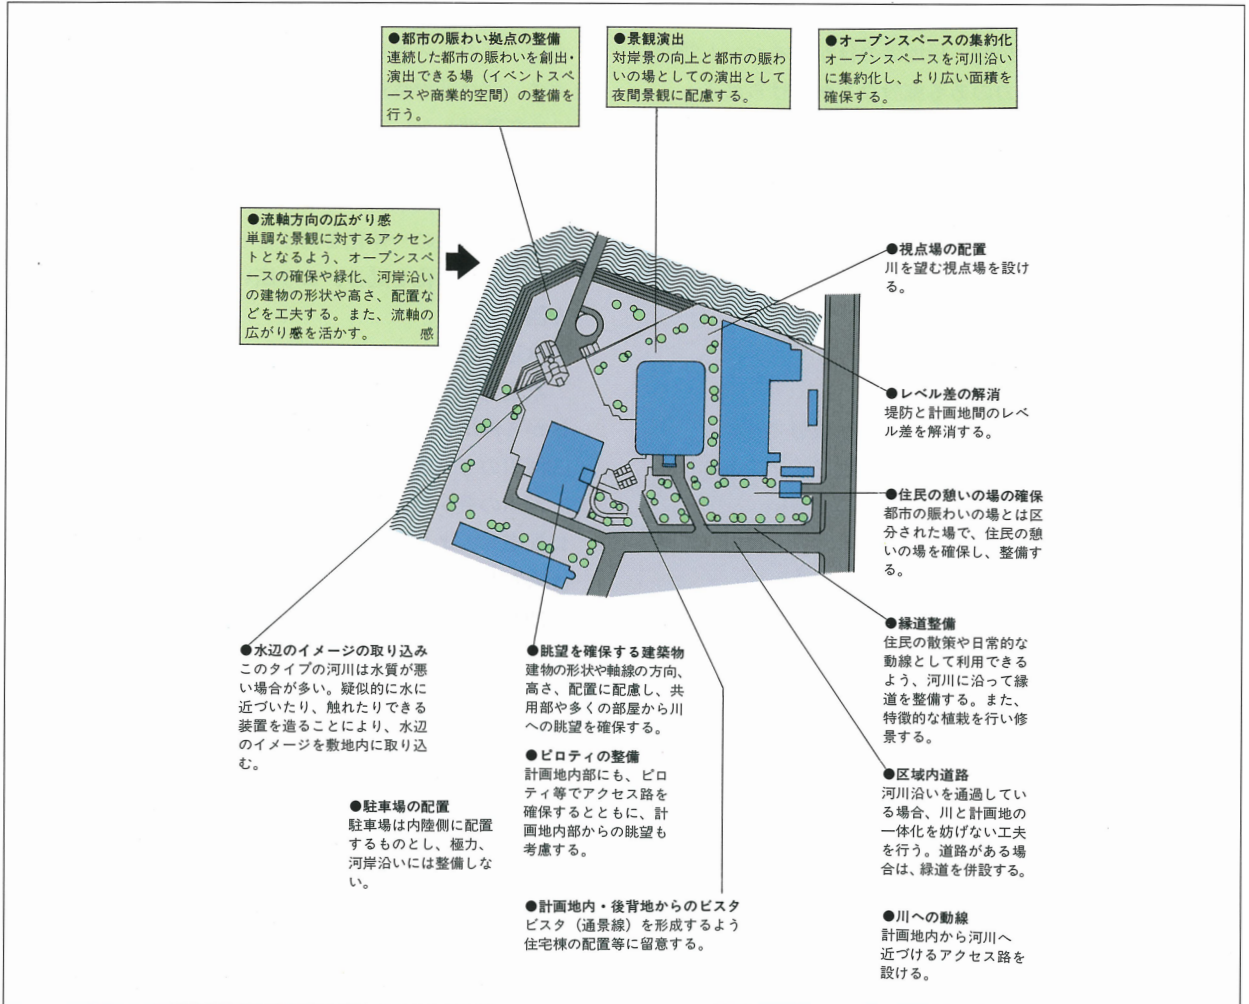 ●都市の賑わい拠点の整備
連続した都市の賑わいを創出・
演出できる場（イベントスペ
ースや商業的空間）の整備を
行う。
●景観演出
対岸景の向上と都市の賑わ
いの場としての演出として
夜間景観に配慮する。
●オープンスペースの集約化
オープンスペースを河川沿い
に集約化し、より広い面積を
確保する。
●流軸方向の広がり感
単調な景観に対するアクセン
トとなるよう、オープンスペ
ースの確保や緑化、河岸沿い
の建物の形状や高さ、配置な
どを工夫する。また、流軸の
広がり感を活かす。 感
●視点場の配置
川を望む視点場を設け
る。
●レベル差の解消
堤防と計画地間のレベ
ル差を解消する。
●住民の憩いの場の確保
都市の賑わいの場とは区
分された場で、住民の憩
いの場を確保し、整備す
る。
●縁道整備
住民の散策や日常的な
動線として利用できる
よう、河川に沿って縁
道を整備する。また、
特徴的な植栽を行い修
景する。
●水辺のイメージの取り込み
このタイプの河川は水質が悪
い場合が多い。疑似的に水に
近づいたり、触れたりできる
装置を造ることにより、水辺
のイメージを敷地内に取り込
む。
●眺望を確保する建築物
建物の形状や軸線の方向、
高さ、配置に配慮し、共
用部や多くの部屋から川
への眺望を確保する。
●ピロティの整備
計画地内部にも、ピロ
ティ等でアクセス路を
確保するとともに、計
画地内部からの眺望も
考慮する。
●駐車場の配置
駐車場は内陸側に配置
するものとし、極力、
河岸沿いには整備しな
い。
●区域内道路
河川沿いを通過してい
る場合、川と計画地の
一体化を妨げない工夫
を行う。道路がある場
合は、緑道を併設する。
●計画地内・後背地からのビスタ
ビスタ（通景線）を形成するよう
住宅棟の配置等に留意する。
●川への動線
計画地内から河川へ
近づけるアクセス路を
設ける。